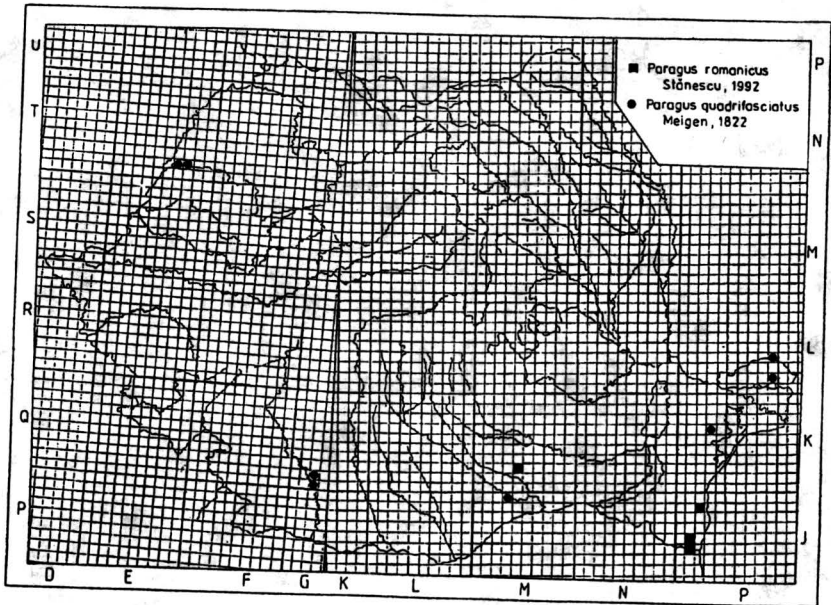 U
T
S
R
Q
P
■ Paragus romanicus
Stănescu, 1992
● Paragus quadrifasciatus
Meigen, 1822
P
N
M
L
K
J
D E F G K L M N P